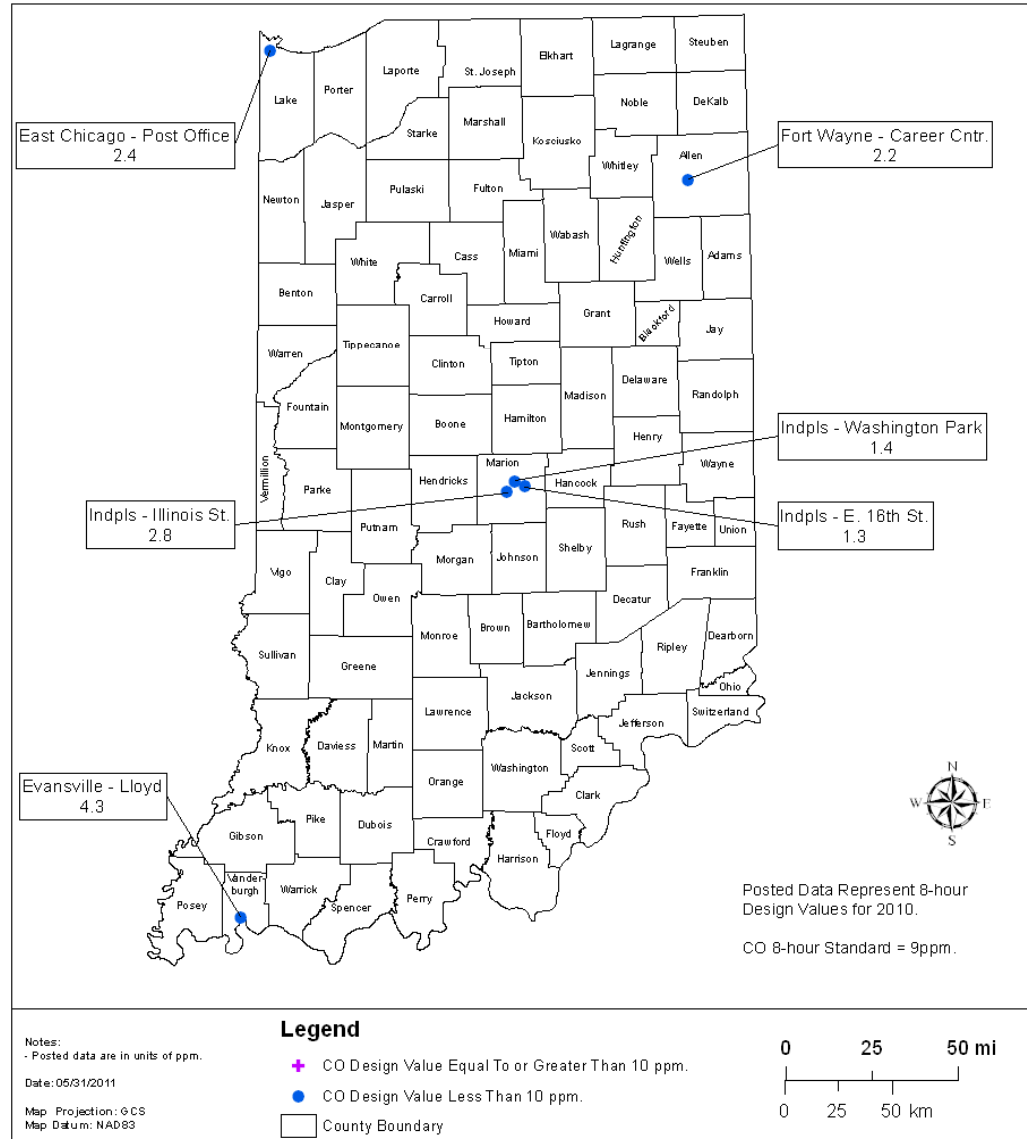 Elkhart
Lagrange
Steuben
Laporte
St. Joseph
Porter
Lake
Noble
DeKalb
Marshall
Starke
Kosciusko
East Chicago - Post Office
2.4
Fort Wayne - Career Cntr.
2.2
Allen
Whitley
Newton
Jasper
Pulaski
Fulton
Wabash
Huntington
Miami
Cass
White
Wells
Adams
Benton
Carroll
Grant
Blackford
Howard
Jay
Warren
Tippecanoe
Clinton
Tipton
Madison
Delaware
Randolph
Fountain
Montgomery
Boone
Hamilton
Henry
Indpls - Washington Park
1.4
Marion
Wayne
Vermillion
Parke
Hendricks
Hancock
Indpls - Illinois St.
2.8
Indpls - E. 16th St.
1.3
Putnam
Rush
Fayette
Union
Morgan
Johnson
Shelby
Franklin
Vigo
Clay
Owen
Decatur
Monroe
Brown
Bartholomew
Dearborn
Ripley
Sullivan
Greene
Jennings
Ohio
Jackson
Switzerland
Lawrence
Jefferson
Knox
Daviess
Martin
Scott
Washington
Orange
Clark
Evansville - Lloyd
4.3
Pike
Dubois
Gibson
Crawford
Floyd
Harrison
Vander-
burgh
Warrick
Perry
Posey
Spencer
N
W
E
S
Posted Data Represent 8-hour
Design Values for 2010.
CO 8-hour Standard = 9ppm.
Notes:
- Posted data are in units of ppm.
Date: 05/31/2011
Map Projection: GCS
Map Datum: NAD83
Legend
CO Design Value Equal To or Greater Than 10 ppm.
CO Design Value Less Than 10 ppm.
County Boundary
0 25 50 mi
0 25 50 km